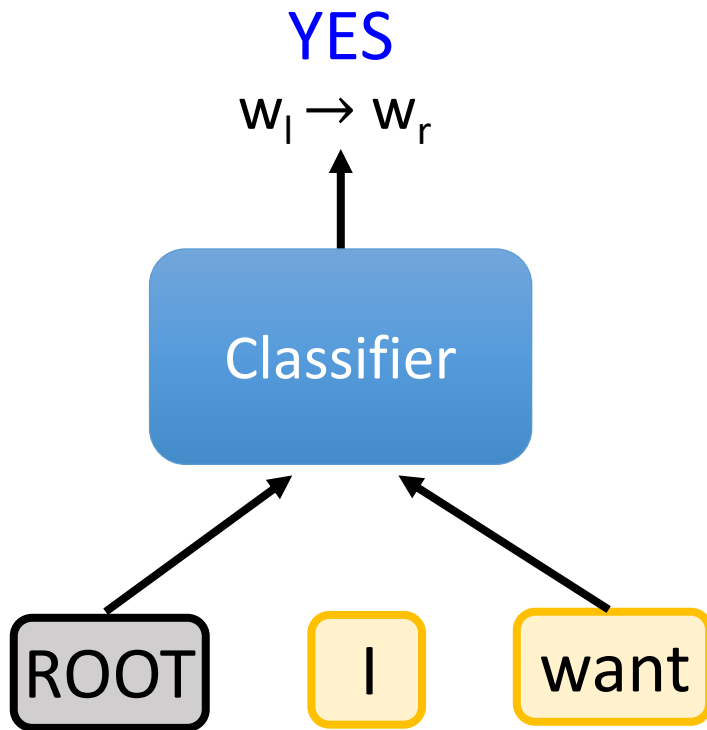 YES
wₗ → wᵣ
Classifier
ROOT I want